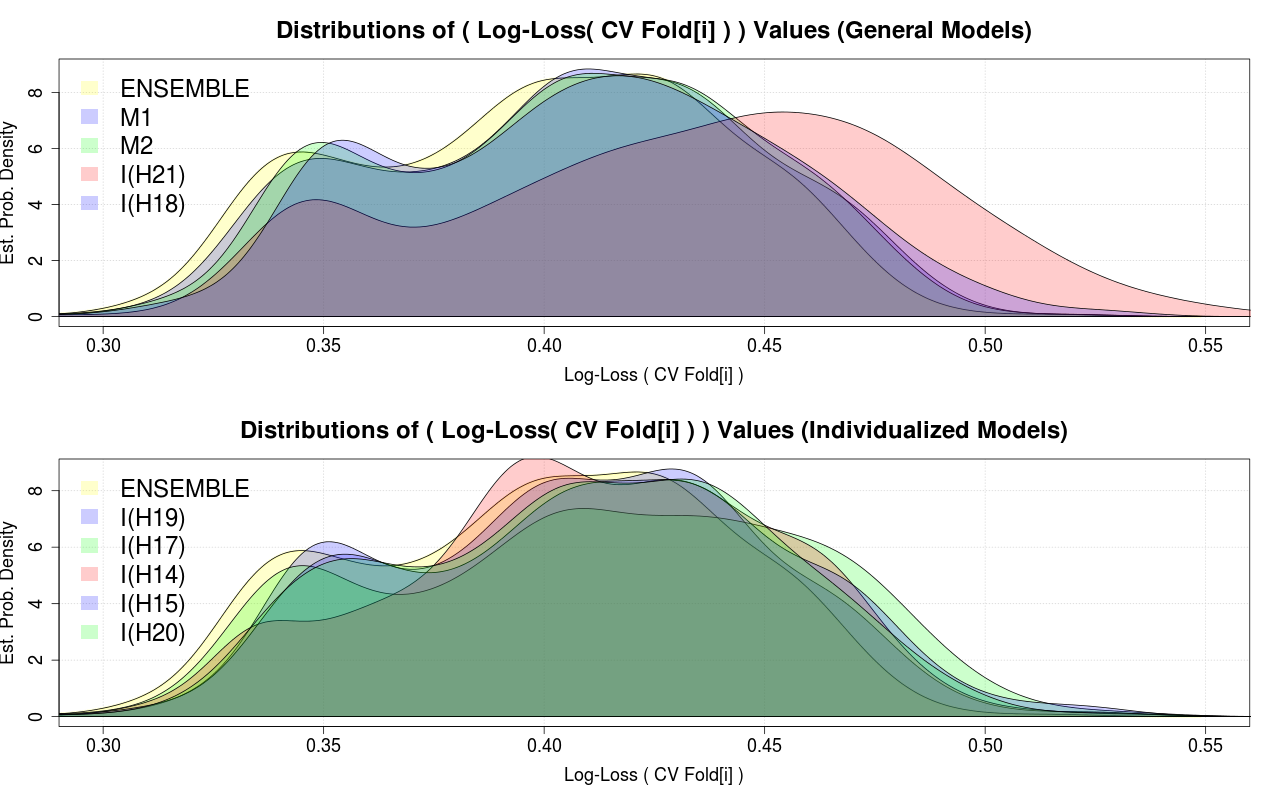 Distributions of ( Log-Loss( CV Fold[i] ) ) Values (General Models)
Est. Prob. Density
8
6
4
2
0
ENSEMBLE
M1
M2
I(H21)
I(H18)
0.30 0.35 0.40 0.45 0.50 0.55
Log-Loss ( CV Fold[i] )
Distributions of ( Log-Loss( CV Fold[i] ) ) Values (Individualized Models)
Est. Prob. Density
8
6
4
2
0
ENSEMBLE
I(H19)
I(H17)
I(H14)
I(H15)
I(H20)
0.30 0.35 0.40 0.45 0.50 0.55
Log-Loss ( CV Fold[i] )